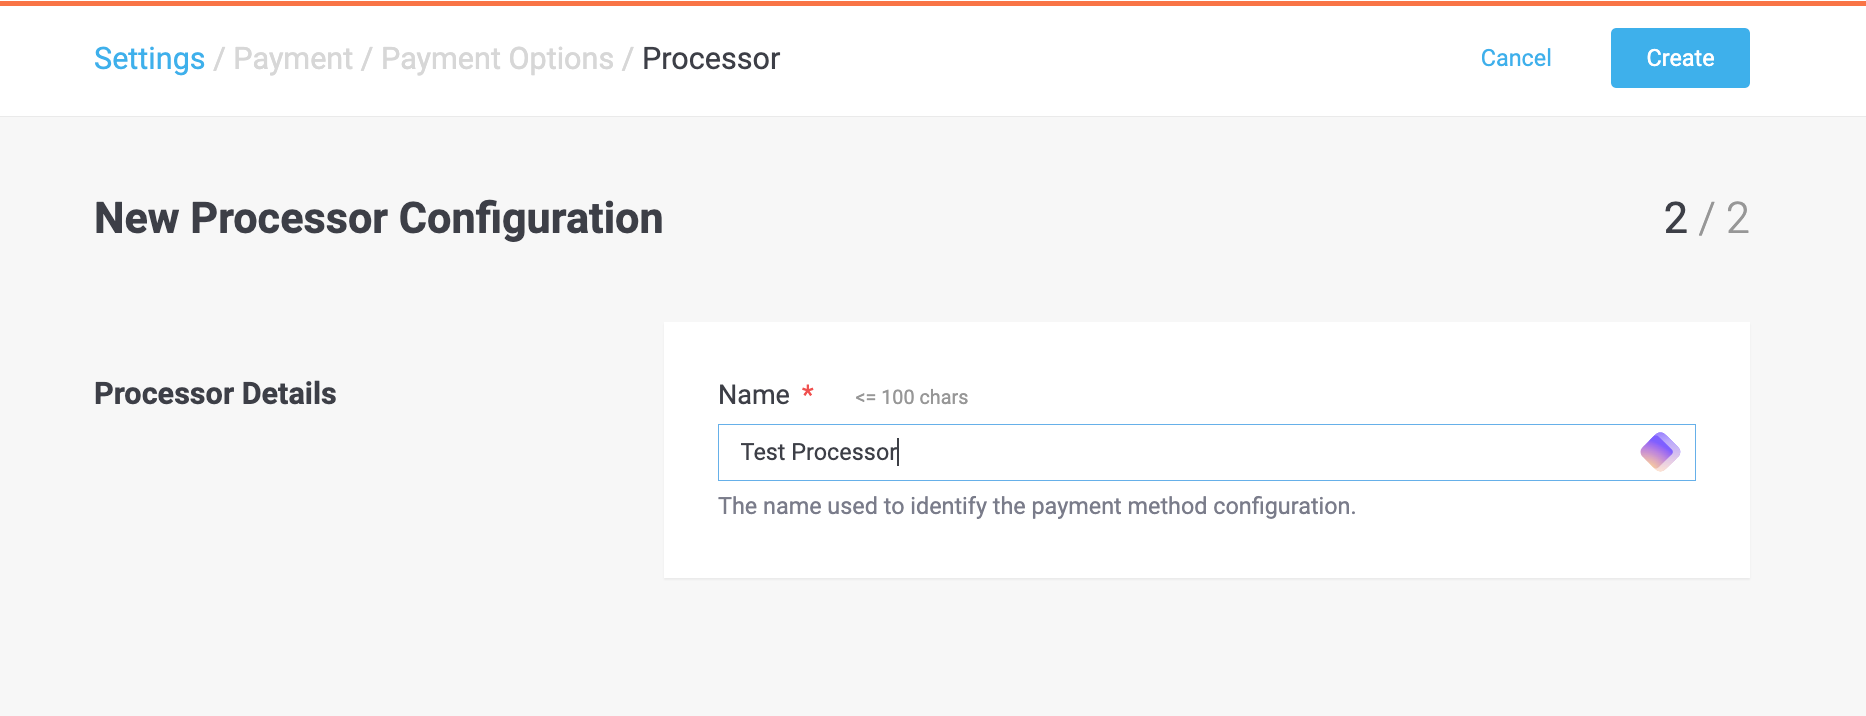 Settings / Payment / Payment Options / Processor
Cancel
Create
New Processor Configuration
2 / 2
Processor Details
Name * <= 100 chars
Test Processor
The name used to identify the payment method configuration.